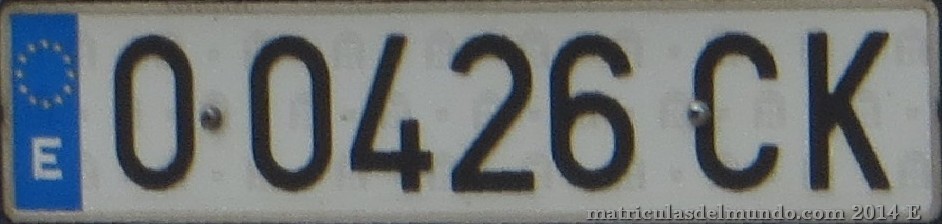 E O 0426 CK
matriculasdelmundo.com 2014 E